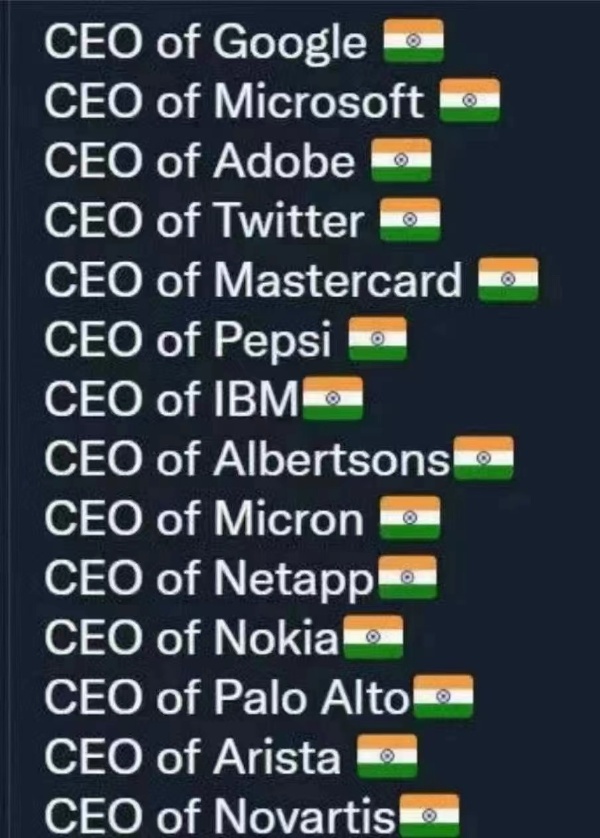 CEO of Google 🇮🇳
CEO of Microsoft 🇮🇳
CEO of Adobe 🇮🇳
CEO of Twitter 🇮🇳
CEO of Mastercard 🇮🇳
CEO of Pepsi 🇮🇳
CEO of IBM🇮🇳
CEO of Albertsons🇮🇳
CEO of Micron 🇮🇳
CEO of Netapp🇮🇳
CEO of Nokia🇮🇳
CEO of Palo Alto🇮🇳
CEO of Arista 🇮🇳
CEO of Novartis🇮🇳